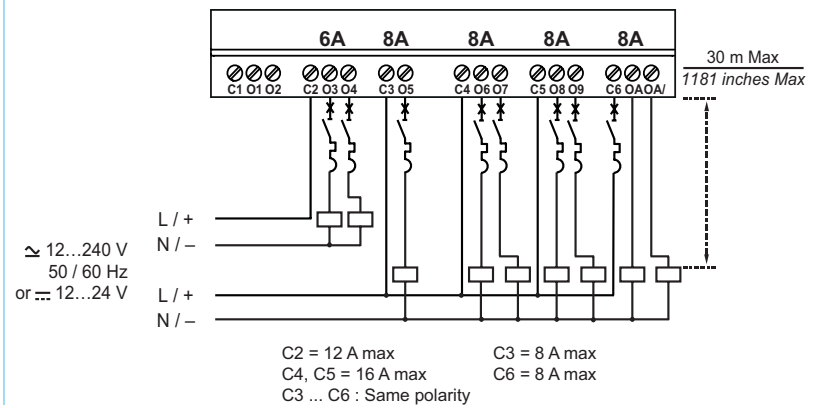 6A 8A 8A 8A 8A
C1 O1 O2 C2 O3 O4 C3 O5 C4 O6 O7 C5 O8 O9 C6 OA OA/
30 m Max
1181 inches Max
L / +
N / –
≃ 12…240 V
50 / 60 Hz
or ⎓ 12…24 V
L / +
N / –
C2 = 12 A max C3 = 8 A max
C4, C5 = 16 A max C6 = 8 A max
C3 ... C6 : Same polarity